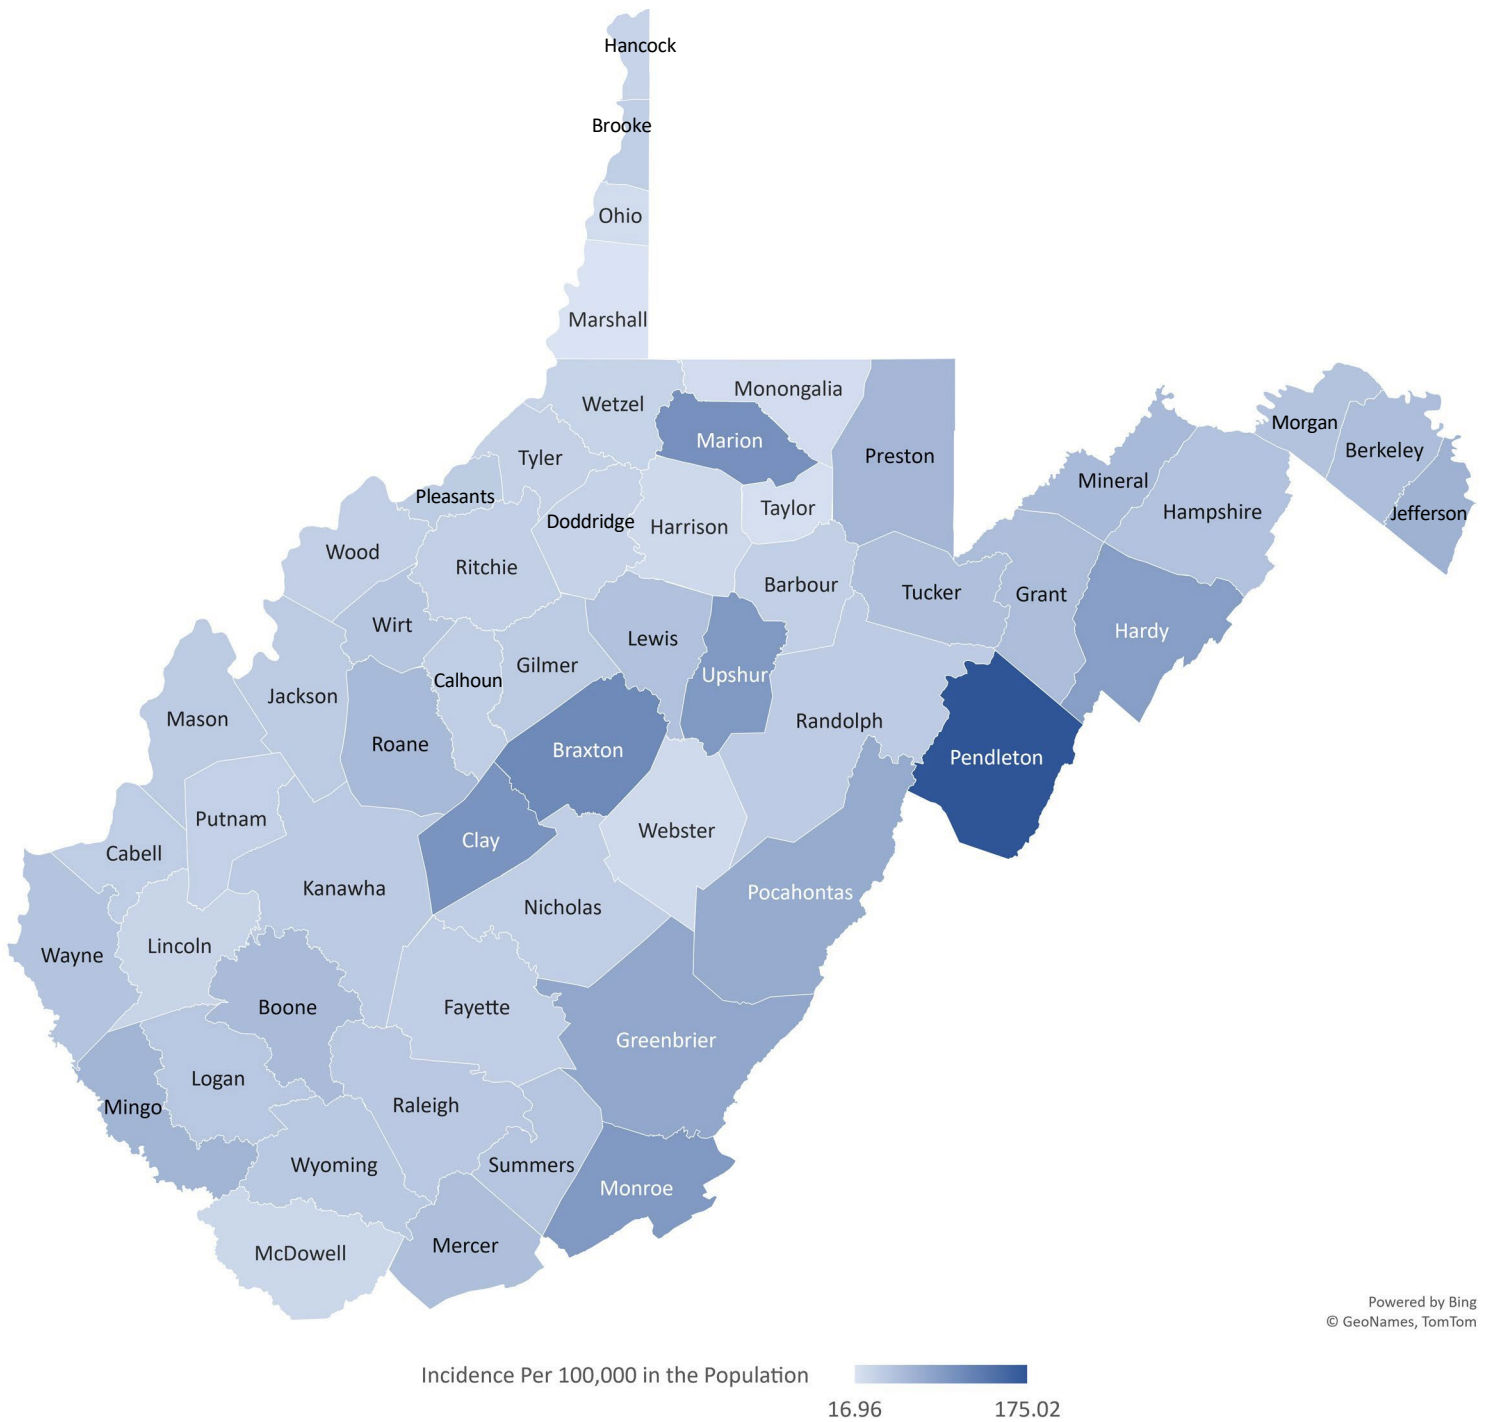 Hancock
Brooke
Ohio
Marshall
Wetzel
Monongalia
Marion
Preston
Tyler
Pleasants
Doddridge
Harrison
Taylor
Wood
Ritchie
Barbour
Tucker
Grant
Mineral
Hampshire
Morgan
Berkeley
Jefferson
Hardy
Wirt
Lewis
Upshur
Gilmer
Calhoun
Jackson
Mason
Roane
Braxton
Randolph
Pendleton
Putnam
Cabell
Clay
Webster
Kanawha
Nicholas
Pocahontas
Wayne
Lincoln
Boone
Fayette
Greenbrier
Logan
Mingo
Raleigh
Wyoming
Summers
Monroe
McDowell
Mercer
Powered by Bing
© GeoNames, TomTom
Incidence Per 100,000 in the Population
16.96 175.02